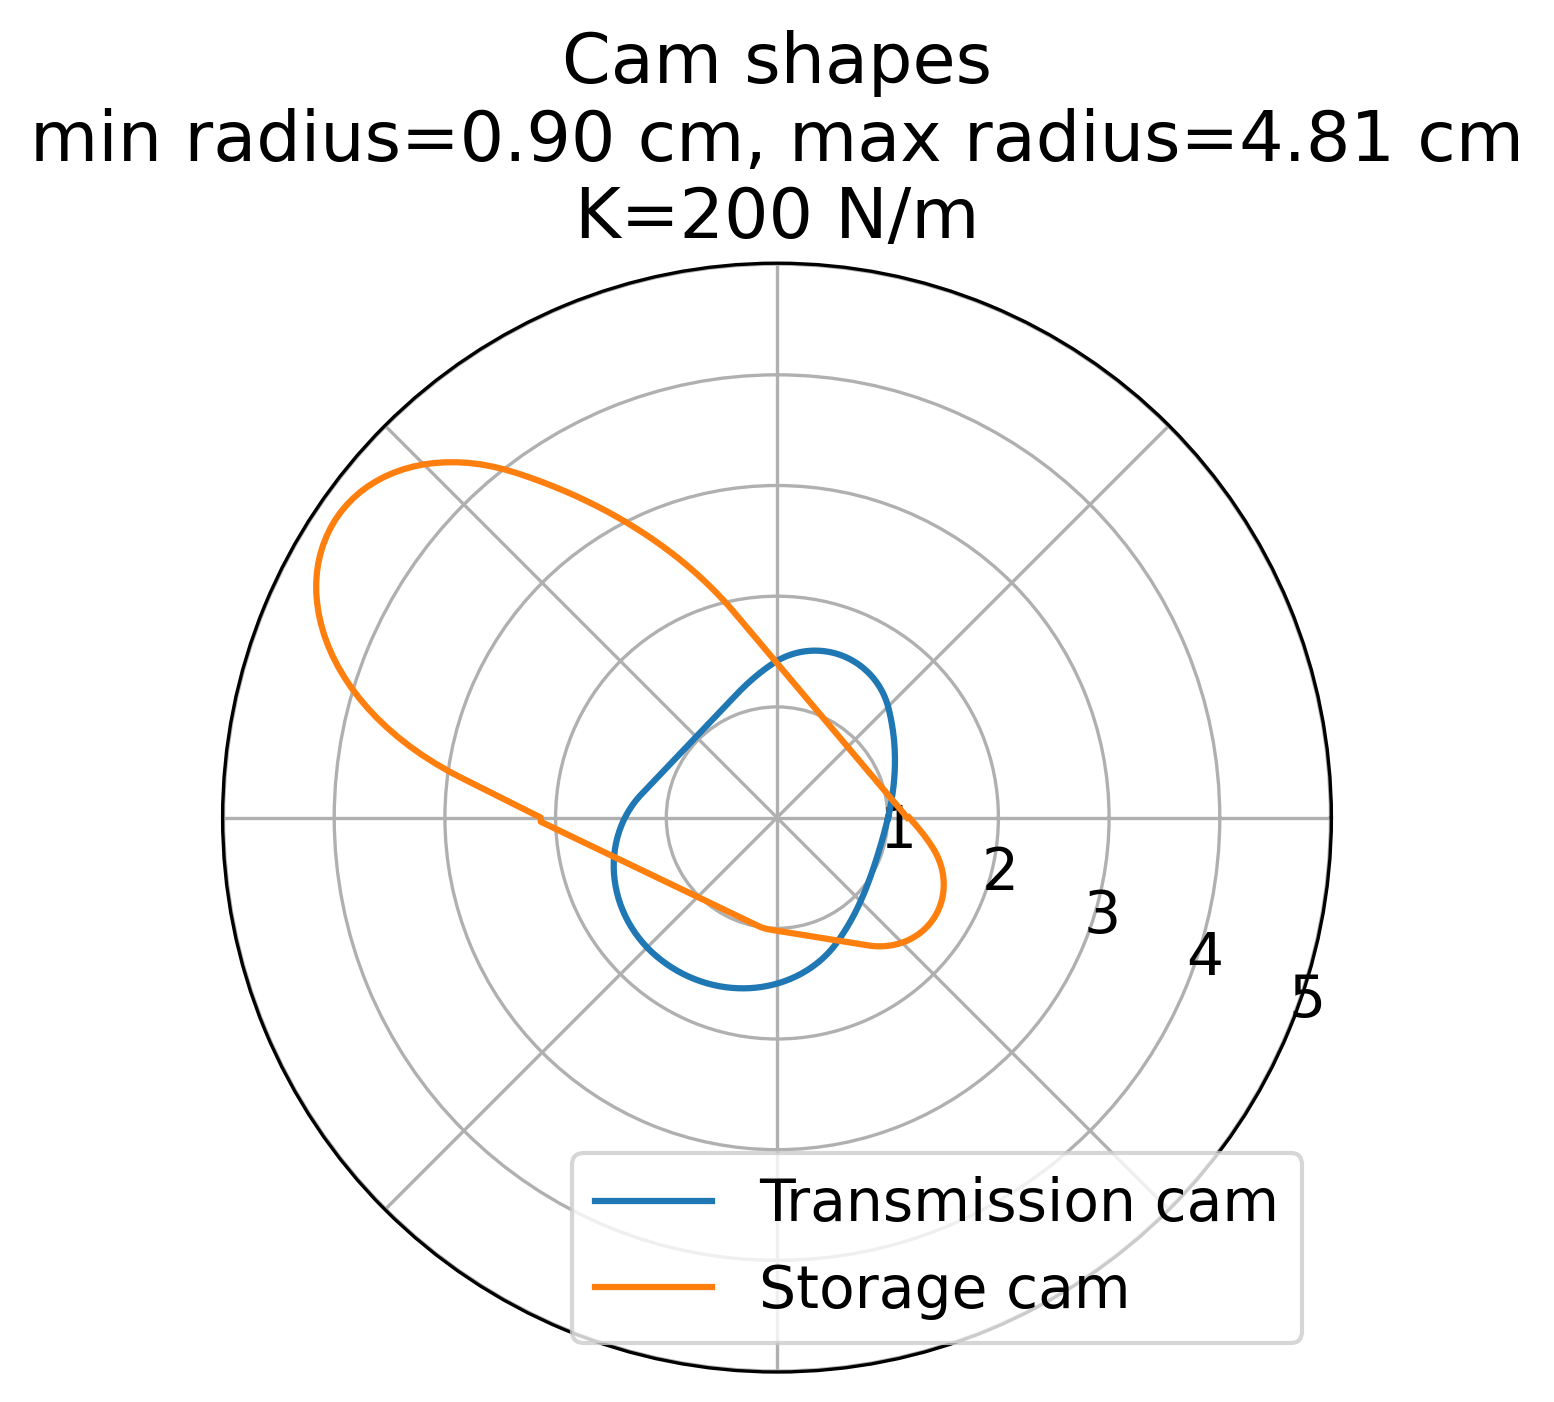 Cam shapes
min radius=0.90 cm, max radius=4.81 cm
K=200 N/m
1
2
3
4
5
Transmission cam
Storage cam